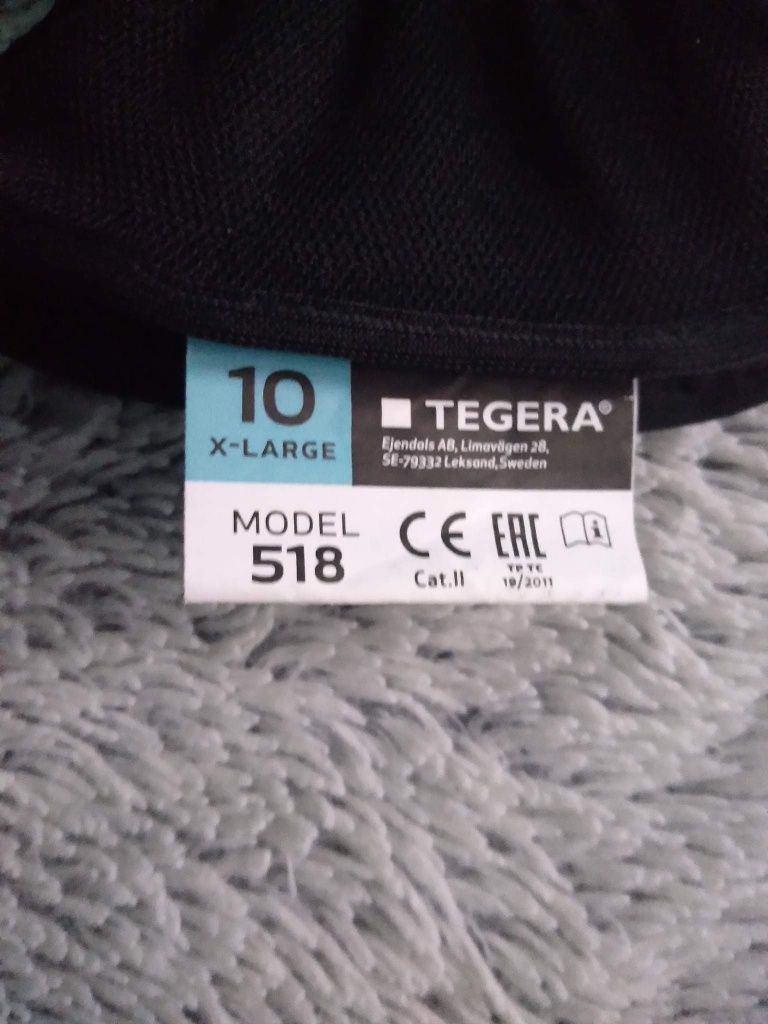 10
X-LARGE
TEGERA®
Ejendals AB, Limavägen 28,
SE-79332 Leksand, Sweden
MODEL
518
CE
Cat.II
EAC
TP TC
19/2011
i